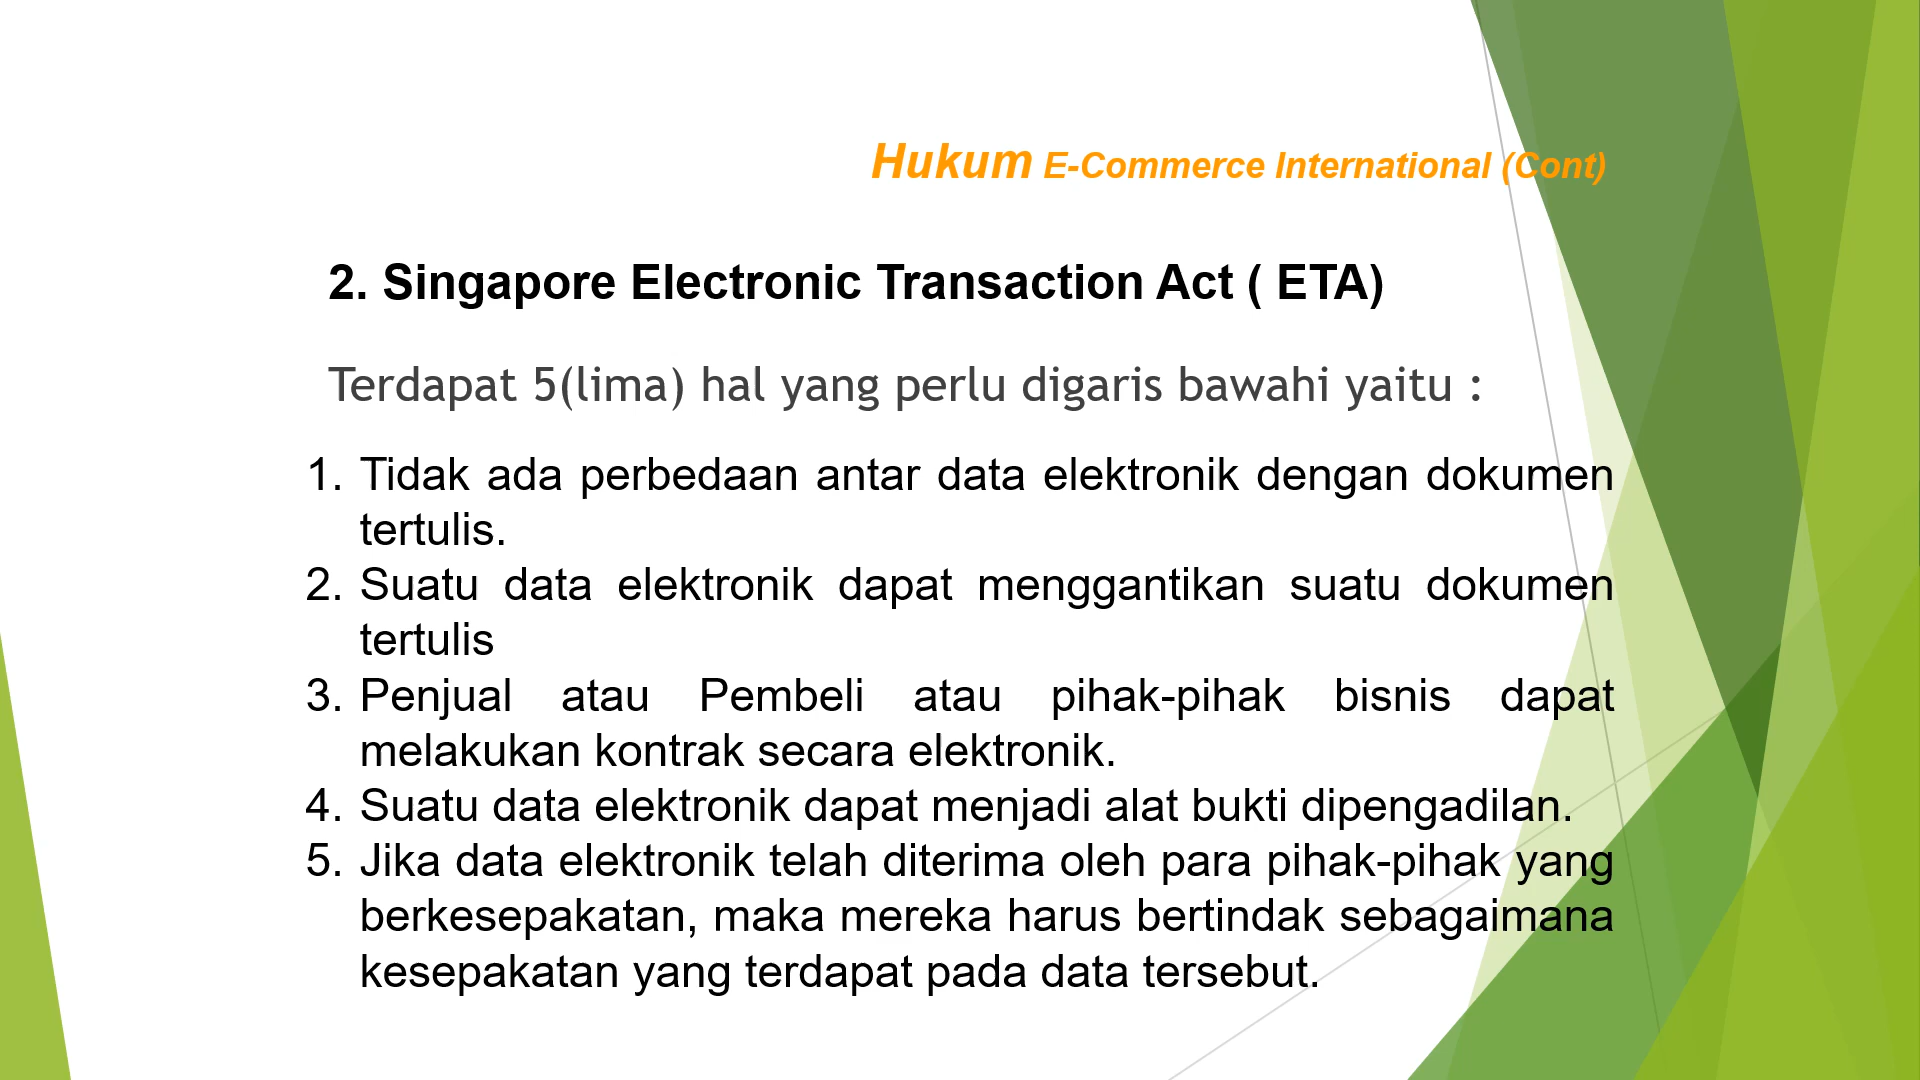 Hukum E-Commerce International (Cont)
2. Singapore Electronic Transaction Act ( ETA)
Terdapat 5(lima) hal yang perlu digaris bawahi yaitu :
1. Tidak ada perbedaan antar data elektronik dengan dokumen
tertulis.
2. Suatu data elektronik dapat menggantikan suatu dokumen
tertulis
3. Penjual atau Pembeli atau pihak-pihak bisnis dapat
melakukan kontrak secara elektronik.
4. Suatu data elektronik dapat menjadi alat bukti dipengadilan.
5. Jika data elektronik telah diterima oleh para pihak-pihak yang
berkesepakatan, maka mereka harus bertindak sebagaimana
kesepakatan yang terdapat pada data tersebut.